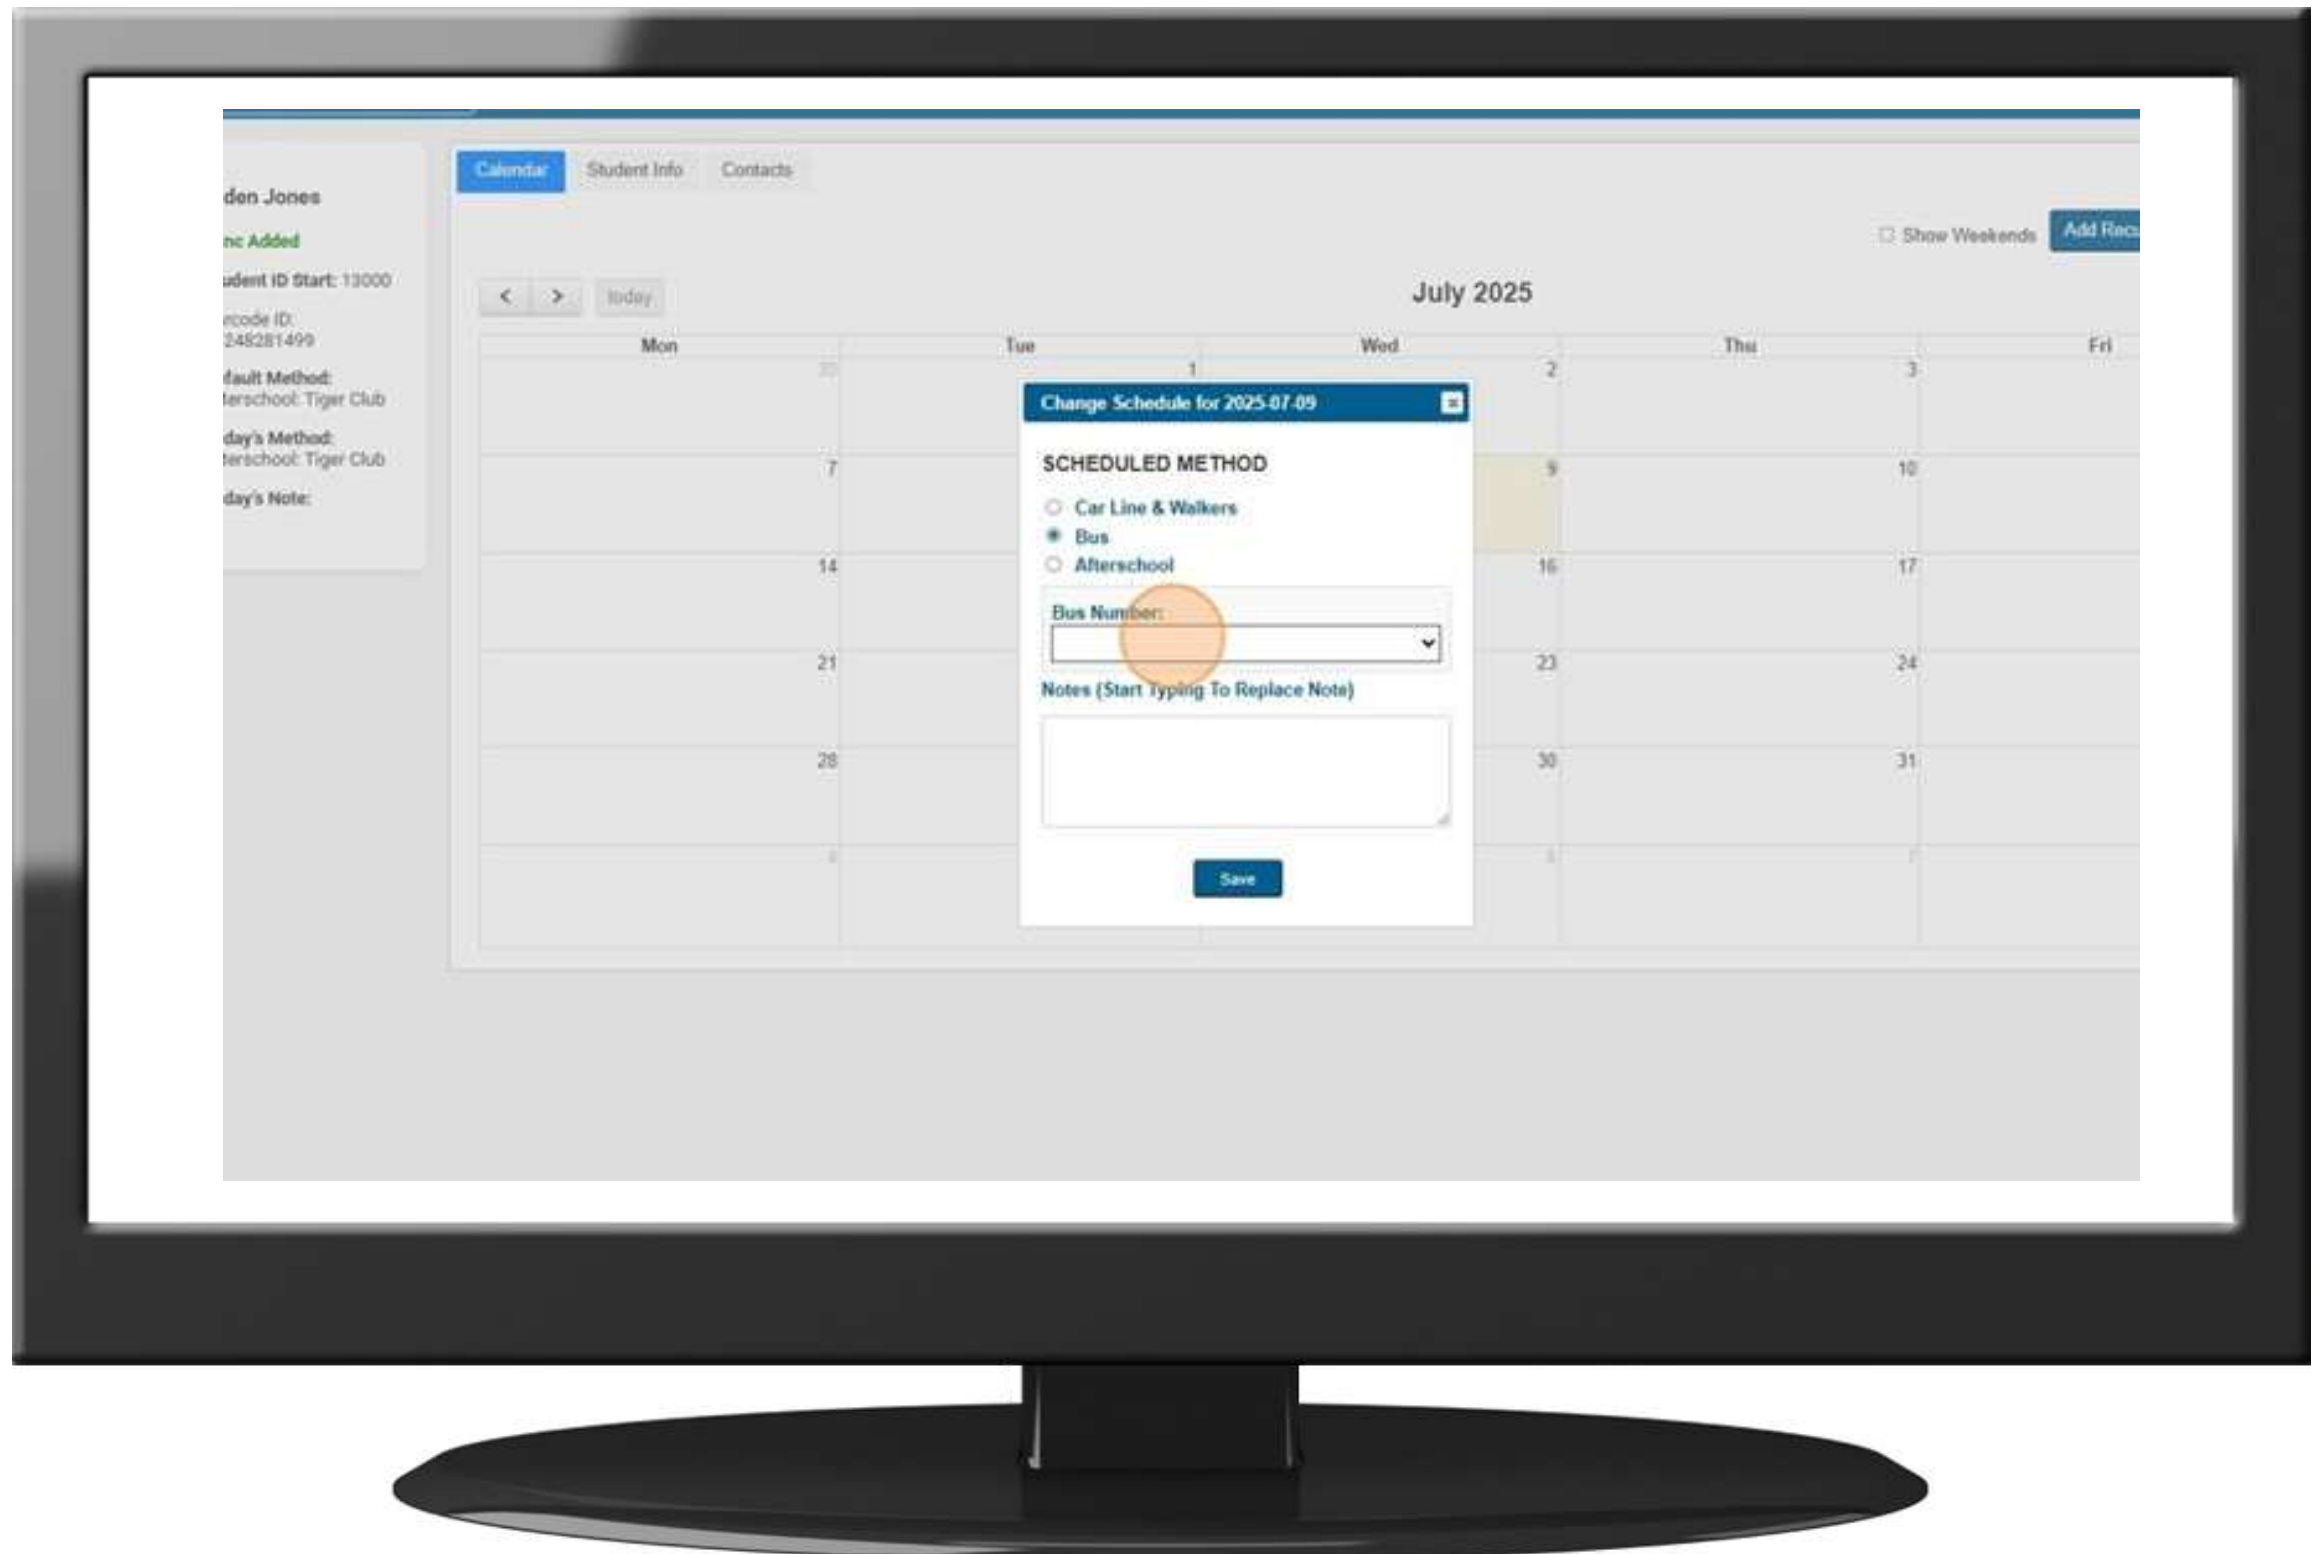 den Jones
nc Added
udent ID Start: 13000
rcode ID:
248281499
fault Method:
terschool: Tiger Club
day's Method:
terschool: Tiger Club
day's Note:
Calendar Student Info Contacts
Show Weekends Add Recu
< > today
July 2025
Mon Tue Wed Thu Fri
30 1 2 3
7 9 10
14 16 17
21 23 24
28 30 31
Change Schedule for 2025-07-09
SCHEDULED METHOD
Car Line & Walkers
Bus
Afterschool
Bus Number:
Notes (Start Typing To Replace Note)
Save